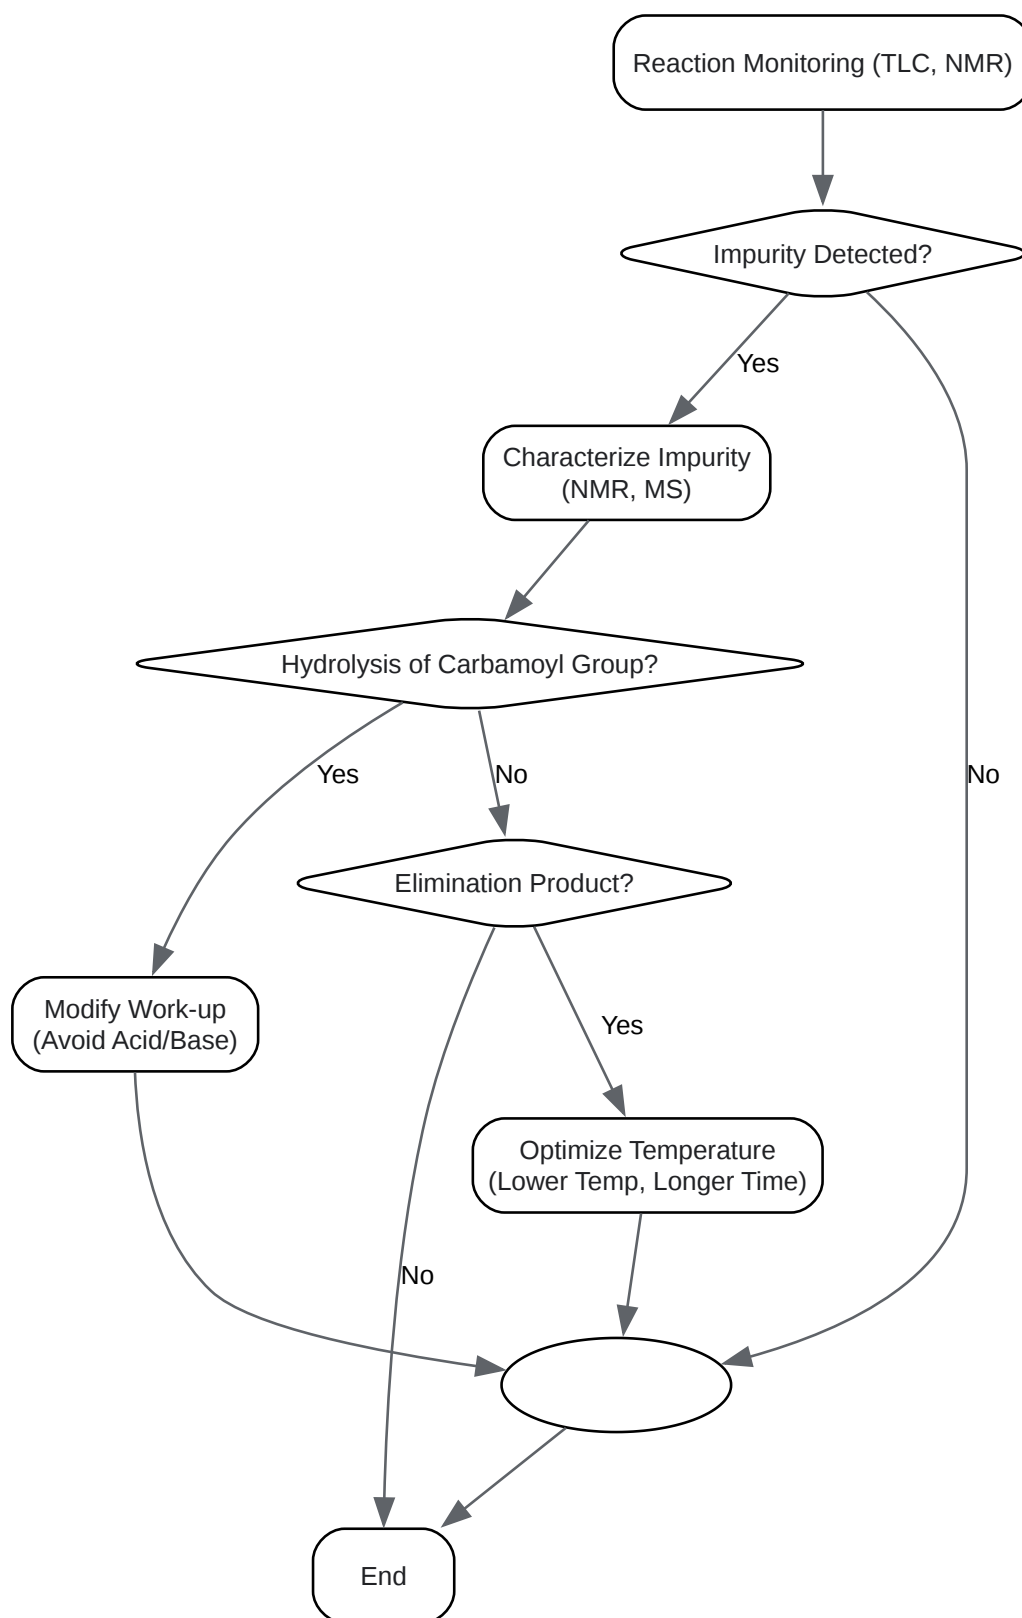 Reaction Monitoring (TLC, NMR)
Impurity Detected?
Yes
Characterize Impurity
(NMR, MS)
Hydrolysis of Carbamoyl Group?
Yes
No
No
Elimination Product?
Modify Work-up
(Avoid Acid/Base)
Yes
Optimize Temperature
(Lower Temp, Longer Time)
No
End